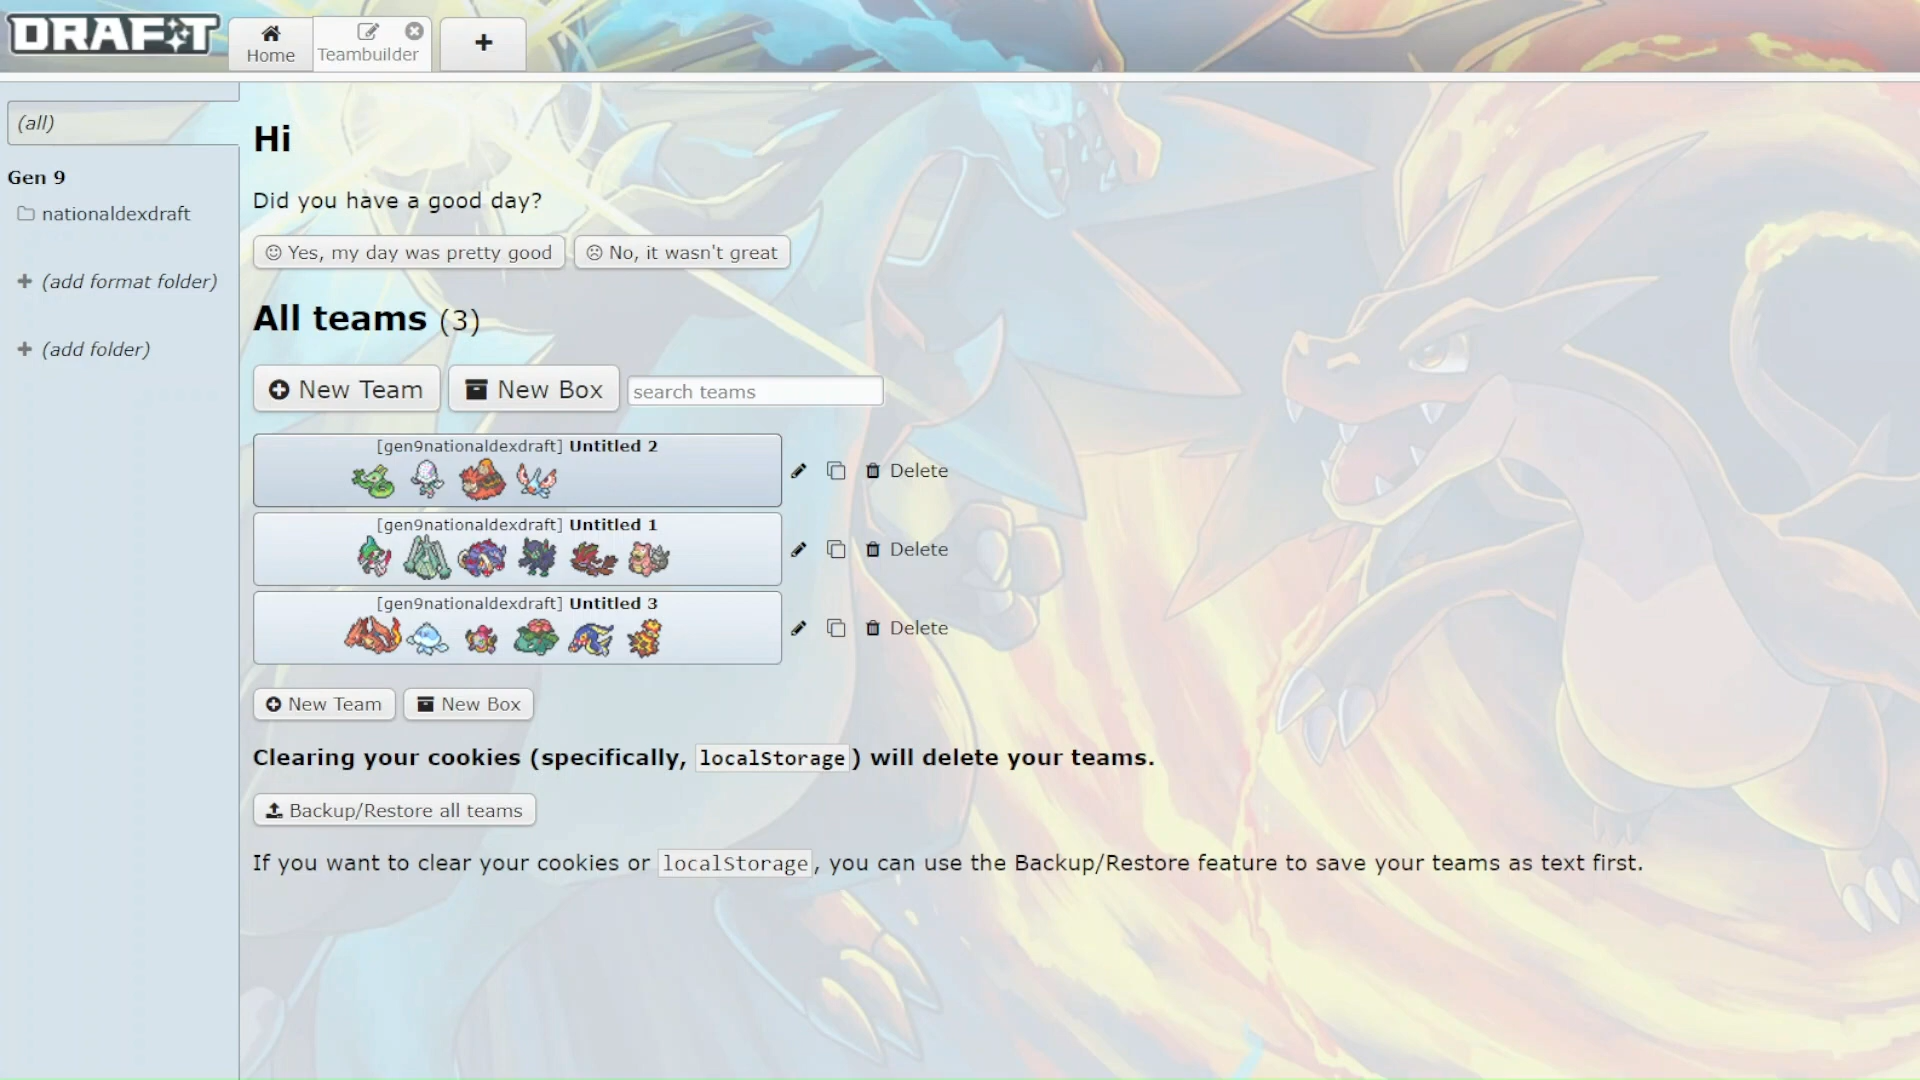 DRAFT
Home
Teambuilder
+
(all)
Gen 9
nationaldexdraft
(add format folder)
(add folder)
Hi
Did you have a good day?
Yes, my day was pretty good
No, it wasn't great
All teams (3)
New Team
New Box
search teams
[gen9nationaldexdraft] Untitled 2
Delete
[gen9nationaldexdraft] Untitled 1
Delete
[gen9nationaldexdraft] Untitled 3
Delete
New Team
New Box
Clearing your cookies (specifically, localStorage) will delete your teams.
Backup/Restore all teams
If you want to clear your cookies or localStorage, you can use the Backup/Restore feature to save your teams as text first.